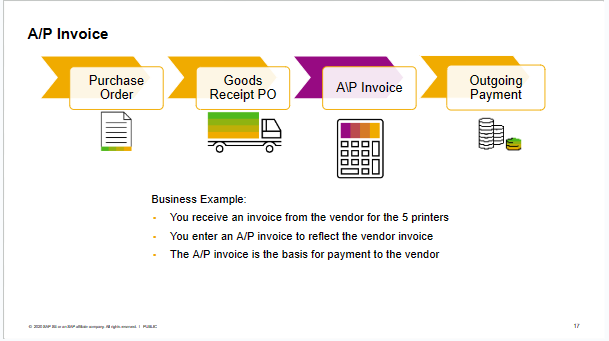 A/P Invoice
Purchase
Order
Goods
Receipt PO
A\P Invoice
Outgoing
Payment
Business Example:
- You receive an invoice from the vendor for the 5 printers
- You enter an A/P invoice to reflect the vendor invoice
- The A/P invoice is the basis for payment to the vendor
© 2020 SAP SE or an SAP affiliate company. All rights reserved. I PUBLIC
17